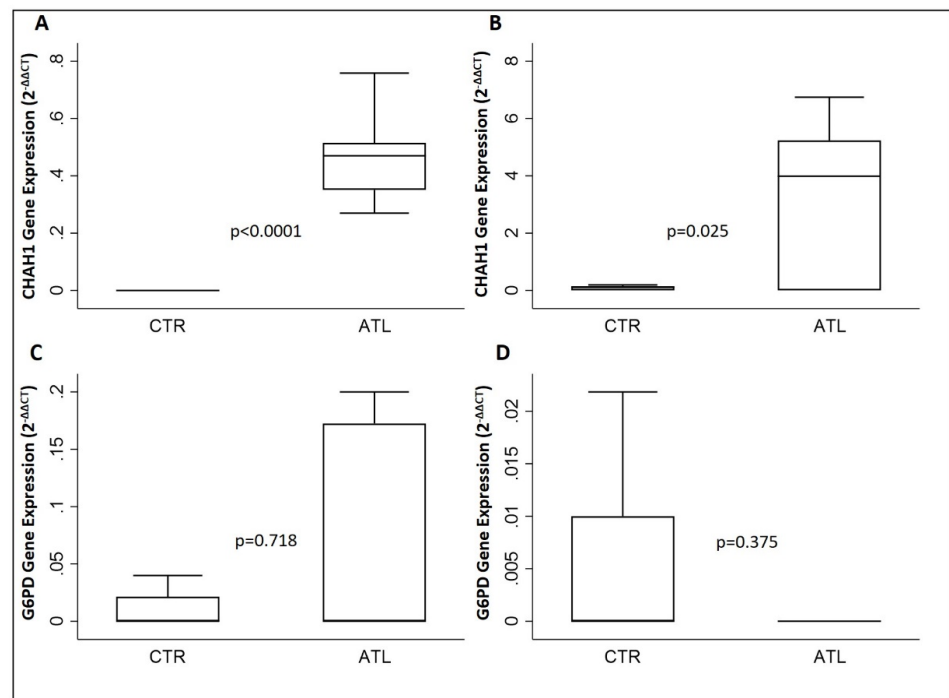 A
CHAH1 Gene Expression (2-ΔΔCT)
.8
.6
.4
.2
0
p<0.0001
CTR
ATL
B
CHAH1 Gene Expression (2-ΔΔCT)
8
6
4
2
0
p=0.025
CTR
ATL
C
G6PD Gene Expression (2-ΔΔCT)
.2
.15
.1
.05
0
p=0.718
CTR
ATL
D
G6PD Gene Expression (2-ΔΔCT)
.02
.015
.01
.005
0
p=0.375
CTR
ATL